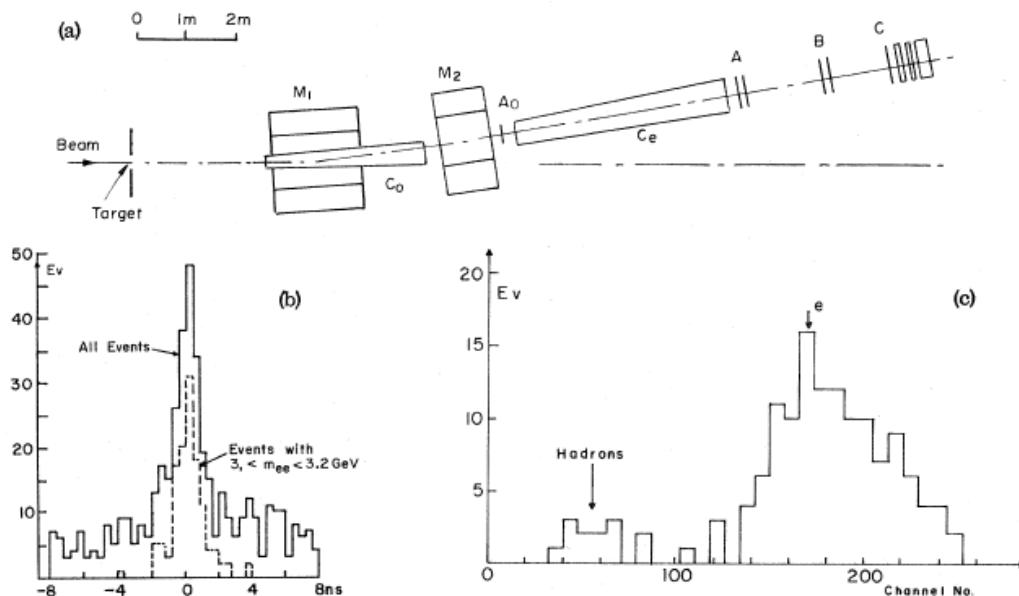 (a)
0 1m 2m
M1
M2
A0
A
B
C
Beam
Target
C0
Ce
50
Ev
40
30
20
10
(b)
All Events
Events with
3, < mee < 3.2 GeV
-8 -4 0 4 8ns
20
Ev
15
10
5
(c)
e
Hadrons
0 100 200
Channel No.